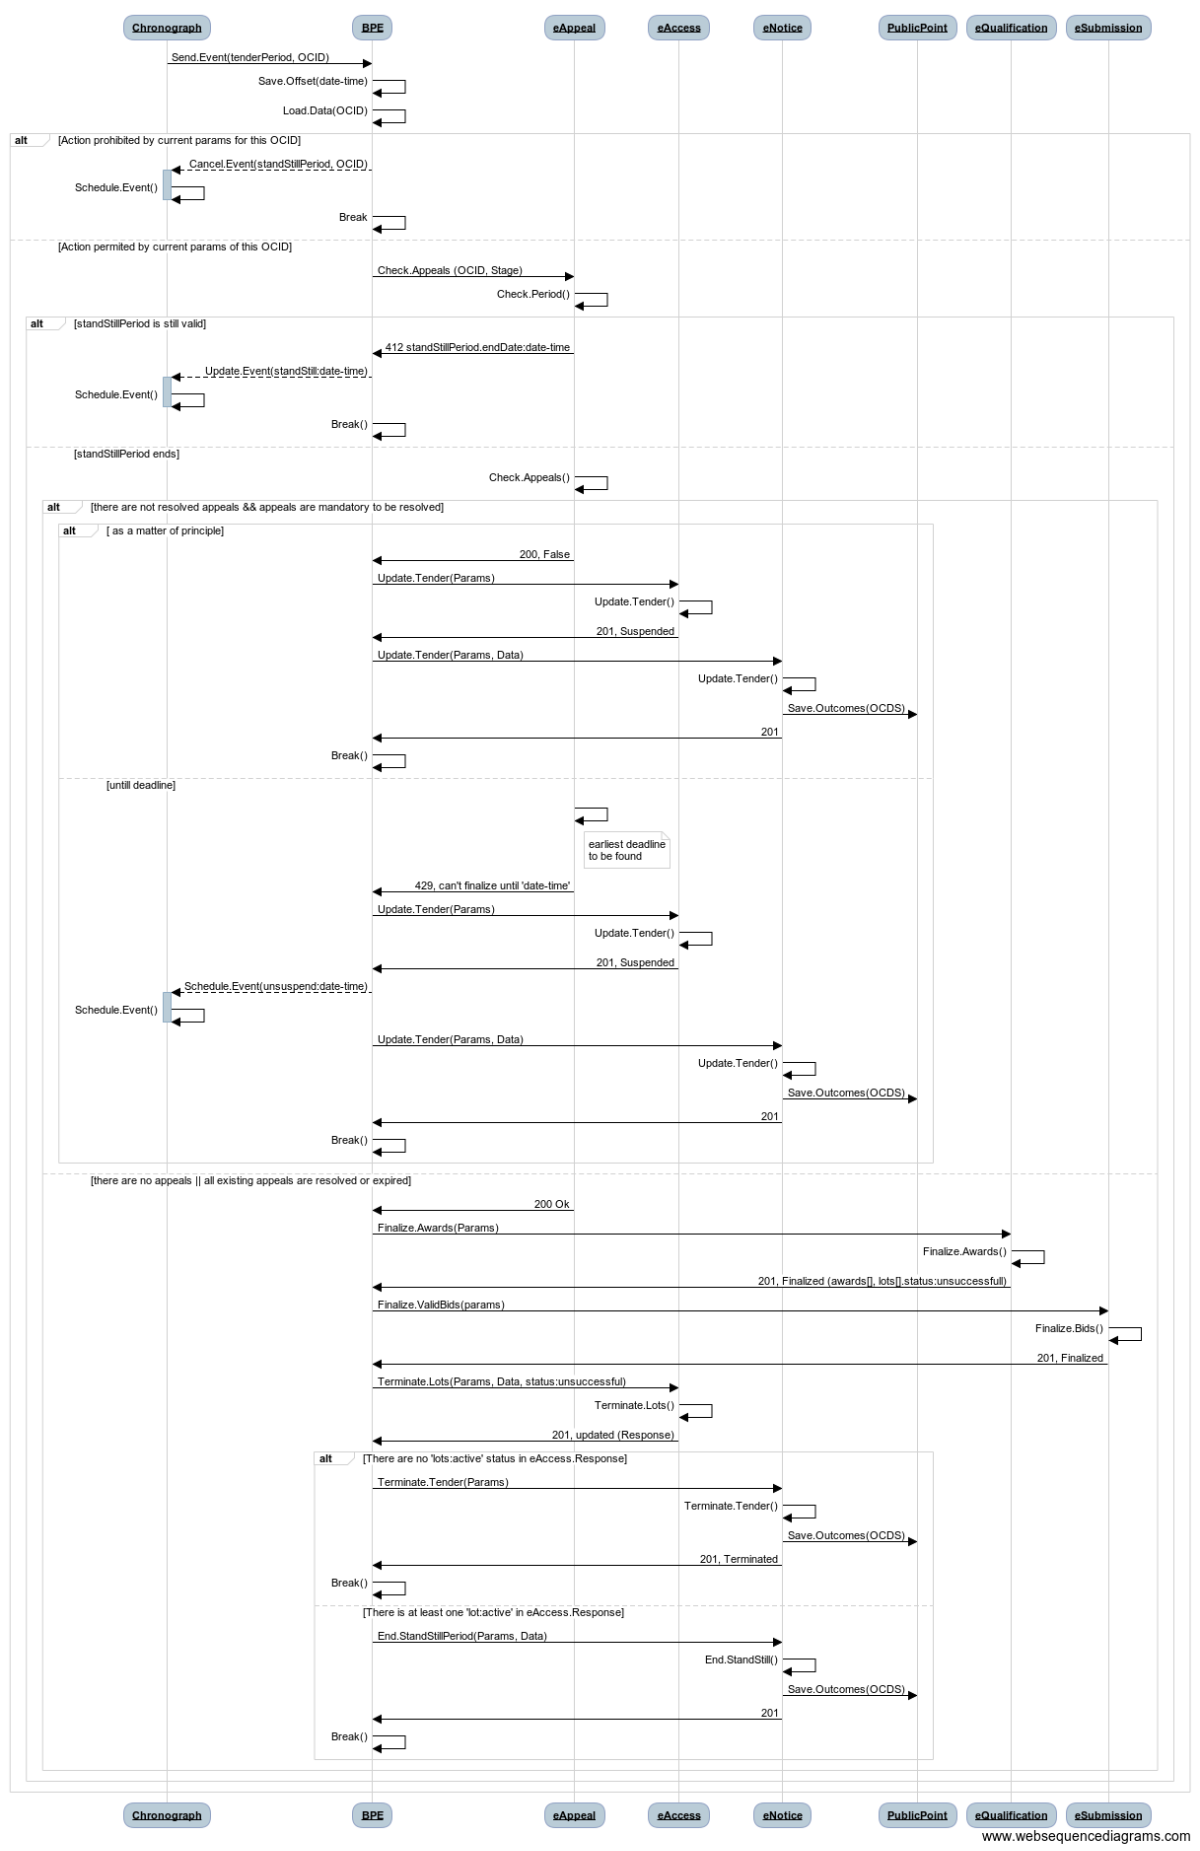 Chronograph BPE eAppeal eAccess eNotice PublicPoint eQualification eSubmission
Send.Event(tenderPeriod, OCID)
Save.Offset(date-time)
Load.Data(OCID)
alt [Action prohibited by current params for this OCID]
Cancel.Event(standStillPeriod, OCID)
Schedule.Event()
Break
[Action permited by current params of this OCID]
Check.Appeals (OCID, Stage)
Check.Period()
alt [standStillPeriod is still valid]
412 standStillPeriod.endDate:date-time
Update.Event(standStill:date-time)
Schedule.Event()
Break()
[standStillPeriod ends]
Check.Appeals()
alt [there are not resolved appeals && appeals are mandatory to be resolved]
alt [ as a matter of principle]
200, False
Update.Tender(Params)
Update.Tender()
201, Suspended
Update.Tender(Params, Data)
Update.Tender()
Save.Outcomes(OCDS)
201
Break()
[untill deadline]
earliest deadline
to be found
429, can't finalize until 'date-time'
Update.Tender(Params)
Update.Tender()
201, Suspended
Schedule.Event(unsuspend:date-time)
Schedule.Event()
Update.Tender(Params, Data)
Update.Tender()
Save.Outcomes(OCDS)
201
Break()
[there are no appeals || all existing appeals are resolved or expired]
200 Ok
Finalize.Awards(Params)
Finalize.Awards()
201, Finalized (awards[], lots[].status:unsuccessfull)
Finalize.ValidBids(params)
Finalize.Bids()
201, Finalized
Terminate.Lots(Params, Data, status:unsuccessful)
Terminate.Lots()
201, updated (Response)
alt [There are no 'lots:active' status in eAccess.Response]
Terminate.Tender(Params)
Terminate.Tender()
Save.Outcomes(OCDS)
201, Terminated
Break()
[There is at least one 'lot:active' in eAccess.Response]
End.StandStillPeriod(Params, Data)
End.StandStill()
Save.Outcomes(OCDS)
201
Break()
Chronograph BPE eAppeal eAccess eNotice PublicPoint eQualification eSubmission
www.websequencediagrams.com